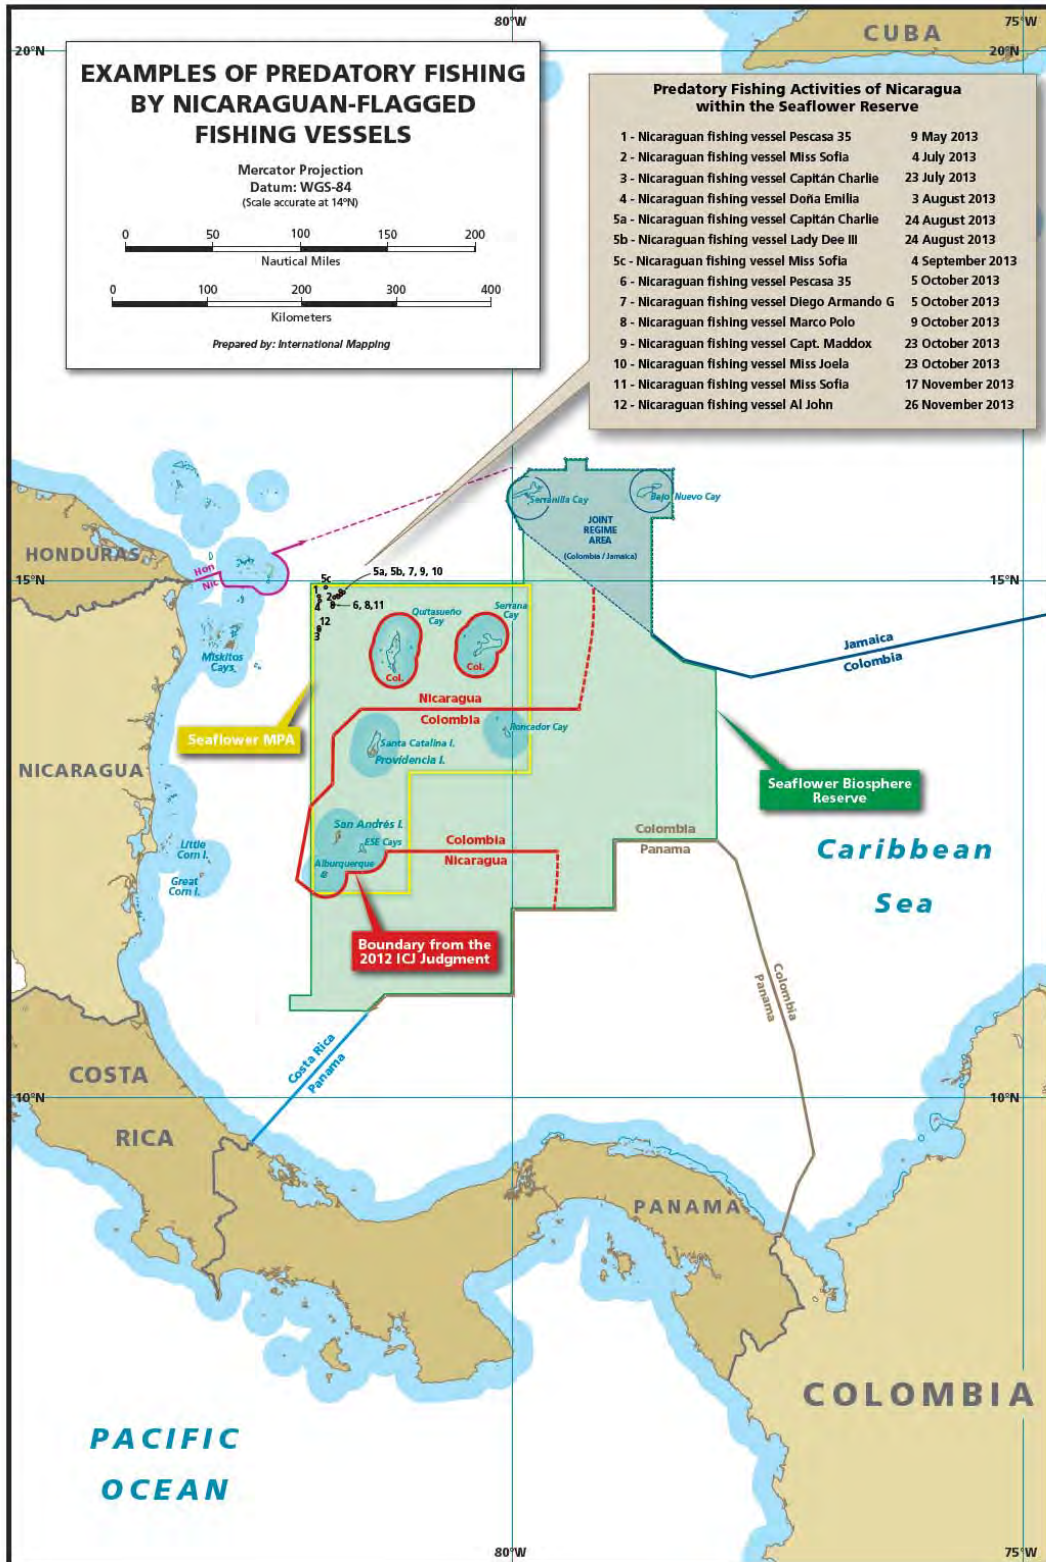 80°W
75°W
20°N
20°N
CUBA
EXAMPLES OF PREDATORY FISHING
BY NICARAGUAN-FLAGGED
FISHING VESSELS
Mercator Projection
Datum: WGS-84
(Scale accurate at 14°N)
0 50 100 150 200
Nautical Miles
0 100 200 300 400
Kilometers
Prepared by: International Mapping
Predatory Fishing Activities of Nicaragua
within the Seaflower Reserve
1 - Nicaraguan fishing vessel Pescasa 35 9 May 2013
2 - Nicaraguan fishing vessel Miss Sofia 4 July 2013
3 - Nicaraguan fishing vessel Capitán Charlie 23 July 2013
4 - Nicaraguan fishing vessel Doña Emilia 3 August 2013
5a - Nicaraguan fishing vessel Capitán Charlie 24 August 2013
5b - Nicaraguan fishing vessel Lady Dee III 24 August 2013
5c - Nicaraguan fishing vessel Miss Sofia 4 September 2013
6 - Nicaraguan fishing vessel Pescasa 35 5 October 2013
7 - Nicaraguan fishing vessel Diego Armando G 5 October 2013
8 - Nicaraguan fishing vessel Marco Polo 9 October 2013
9 - Nicaraguan fishing vessel Capt. Maddox 23 October 2013
10 - Nicaraguan fishing vessel Miss Joela 23 October 2013
11 - Nicaraguan fishing vessel Miss Sofia 17 November 2013
12 - Nicaraguan fishing vessel Al John 26 November 2013
Serranilla Cay
Bajo Nuevo Cay
JOINT
REGIME
AREA
(Colombia / Jamaica)
HONDURAS
Hon
Nic
15°N
15°N
5c
5a, 5b, 7, 9, 10
1
2
4
6, 8,11
12
3
Quitasueño
Cay
Serrana
Cay
Col.
Col.
Miskitos
Cays
Jamaica
Colombia
Nicaragua
Colombia
Roncador Cay
Seaflower MPA
Santa Catalina I.
Providencia I.
NICARAGUA
Seaflower Biosphere
Reserve
San Andrés I.
ESE Cays
Alburquerque
Colombia
Nicaragua
Colombia
Panama
Little
Corn I.
Great
Corn I.
Caribbean
Sea
Boundary from the
2012 ICJ Judgment
Colombia
Panama
Costa Rica
Panama
COSTA
RICA
10°N
10°N
PANAMA
COLOMBIA
PACIFIC
OCEAN
80°W
75°W